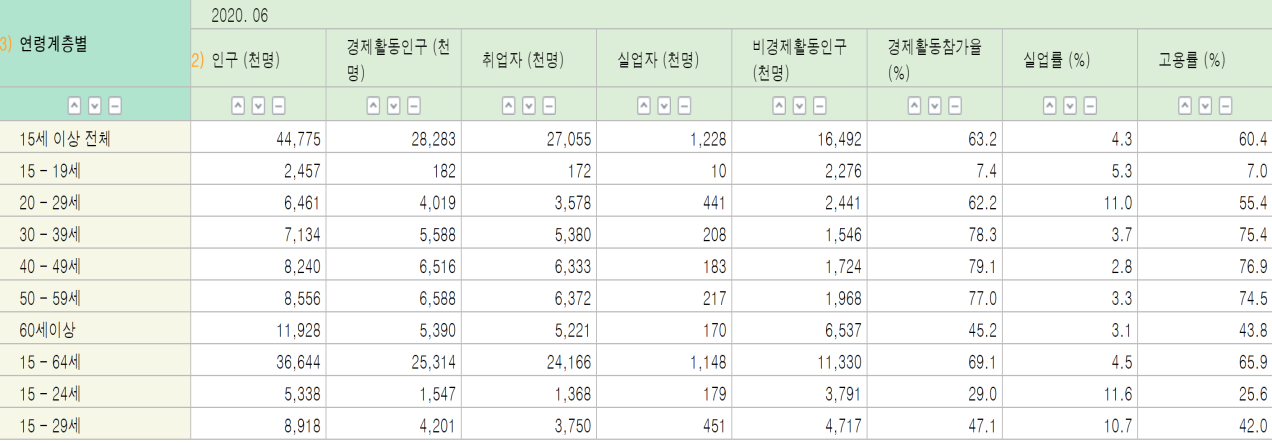 3) 연령계층별
2020. 06
2) 인구 (천명)
경제활동인구 (천
명)
취업자 (천명)
실업자 (천명)
비경제활동인구
(천명)
경제활동참가율
(%)
실업률 (%)
고용률 (%)
15세 이상 전체 44,775 28,283 27,055 1,228 16,492 63.2 4.3 60.4
15 - 19세 2,457 182 172 10 2,276 7.4 5.3 7.0
20 - 29세 6,461 4,019 3,578 441 2,441 62.2 11.0 55.4
30 - 39세 7,134 5,588 5,380 208 1,546 78.3 3.7 75.4
40 - 49세 8,240 6,516 6,333 183 1,724 79.1 2.8 76.9
50 - 59세 8,556 6,588 6,372 217 1,968 77.0 3.3 74.5
60세이상 11,928 5,390 5,221 170 6,537 45.2 3.1 43.8
15 - 64세 36,644 25,314 24,166 1,148 11,330 69.1 4.5 65.9
15 - 24세 5,338 1,547 1,368 179 3,791 29.0 11.6 25.6
15 - 29세 8,918 4,201 3,750 451 4,717 47.1 10.7 42.0